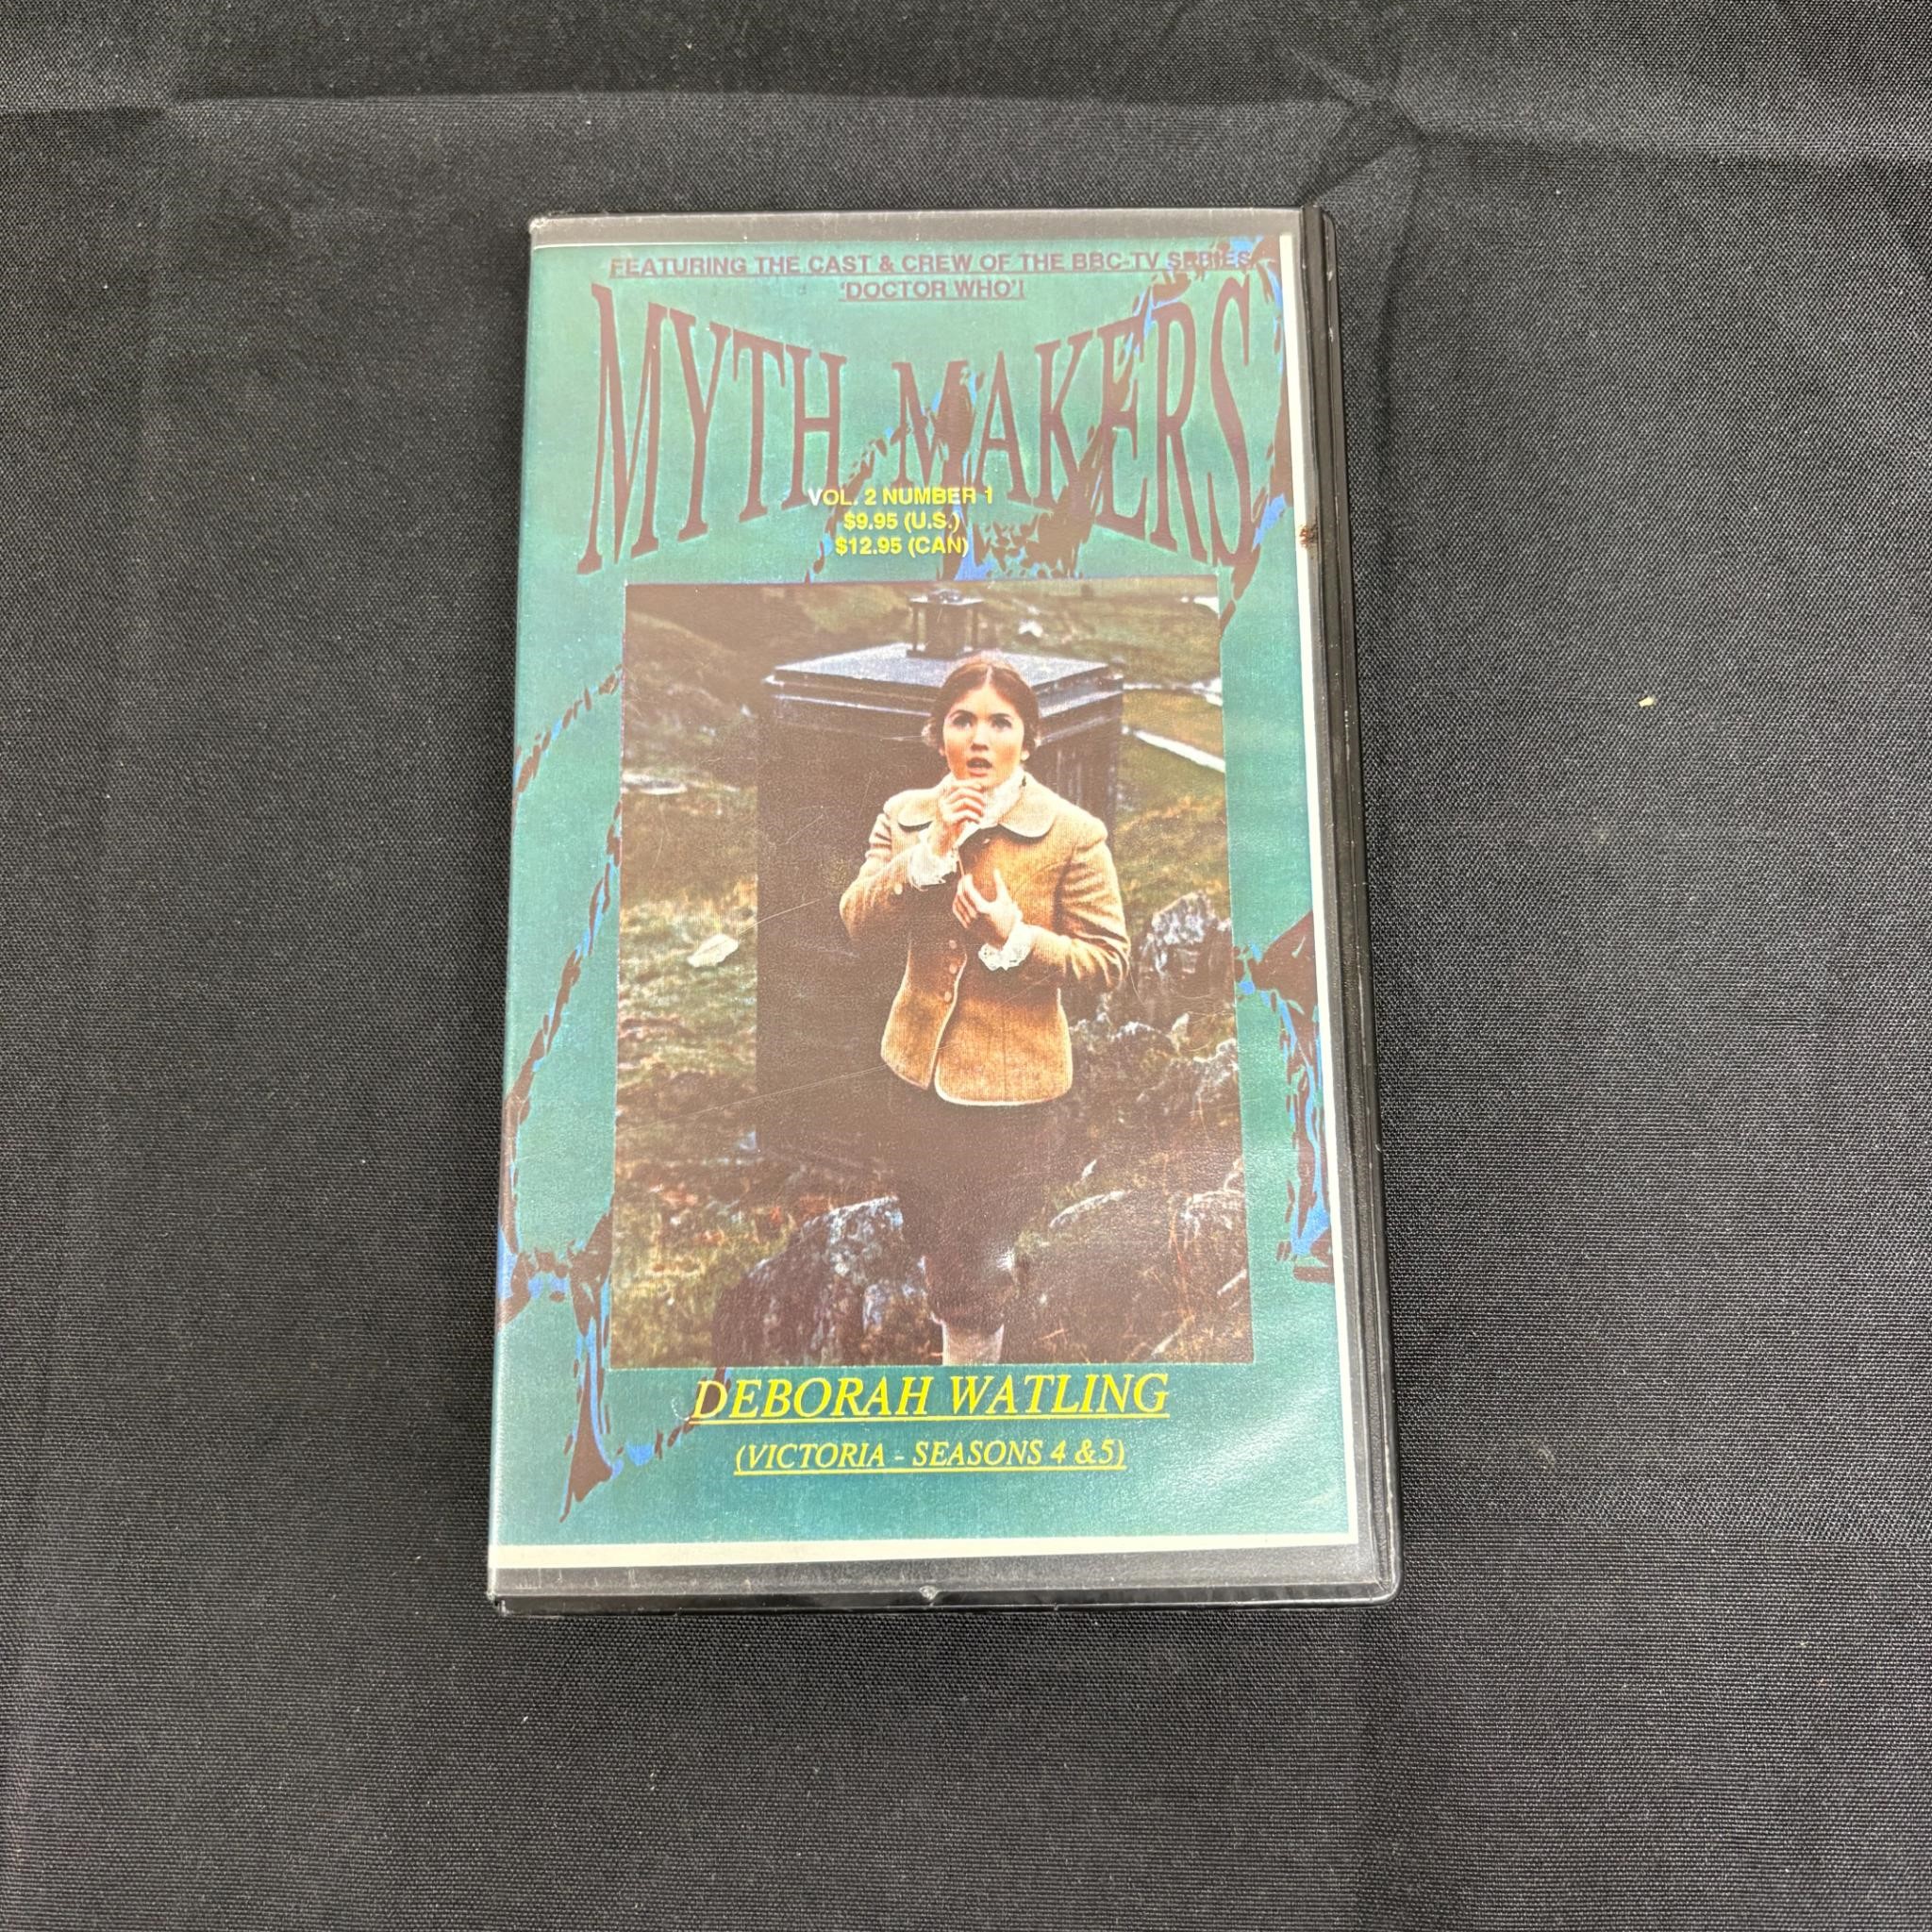 FEATURING THE CAST & CREW OF THE BBC-TV SERIES
'DOCTOR WHO'!
MYTH MAKERS
VOL. 2 NUMBER 1
$9.95 (U.S.)
$12.95 (CAN)
DEBORAH WATLING
(VICTORIA - SEASONS 4 & 5)